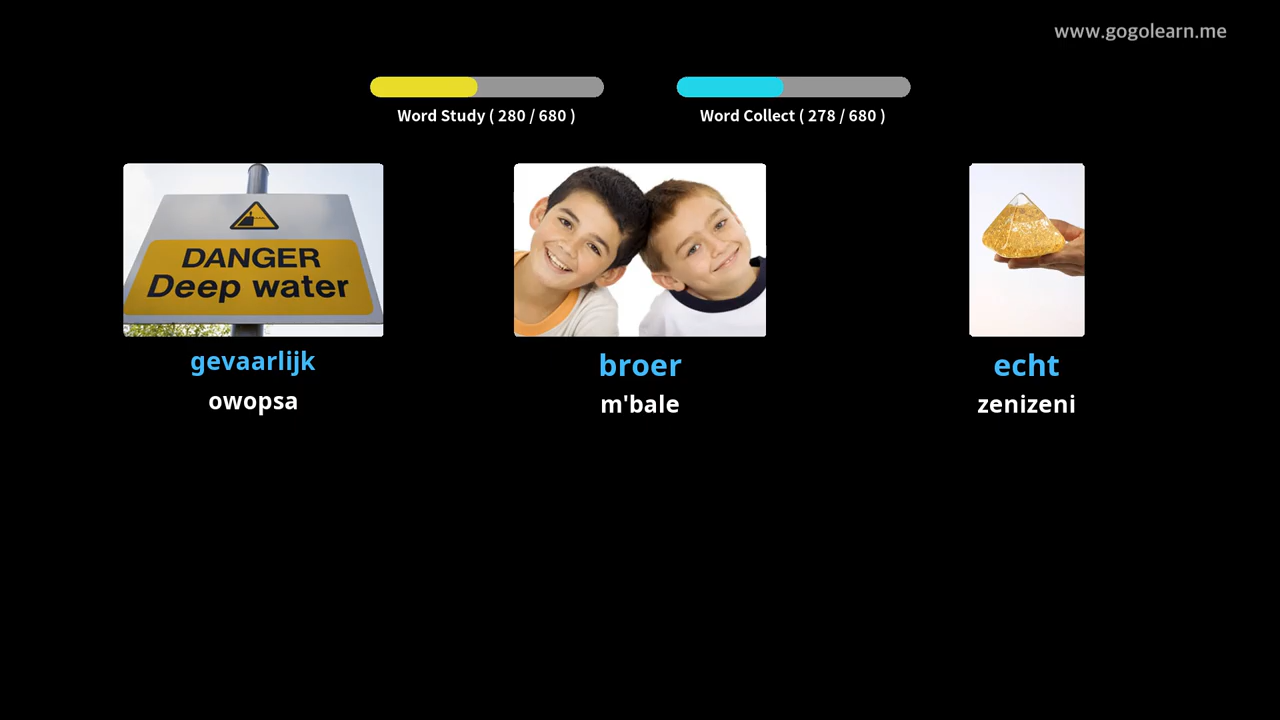 www.gogolearn.me
Word Study ( 280 / 680 )
Word Collect ( 278 / 680 )
DANGER
Deep water
gevaarlijk
broer
echt
owopsa
m'bale
zenizeni